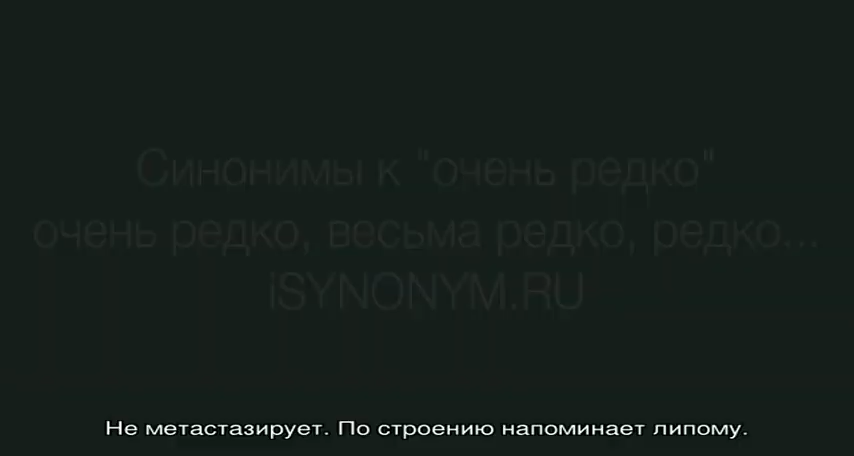 Синонимы к "очень редко"
очень редко, весьма редко, редко...
iSYNONYM.RU
Не метастазирует. По строению напоминает липому.